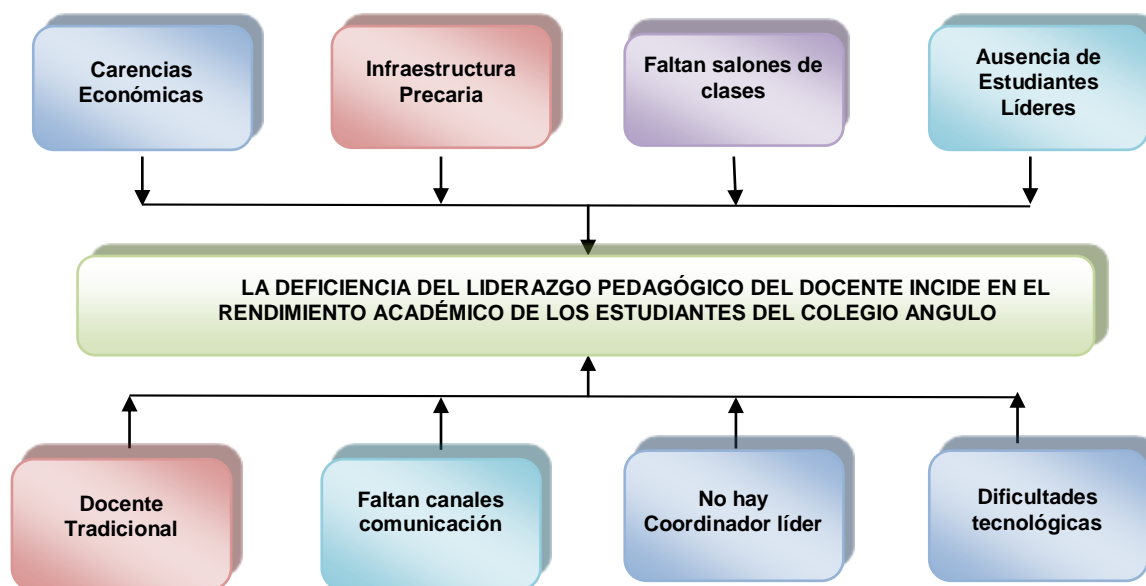 Carencias
Económicas
Infraestructura
Precaria
Faltan salones de
clases
Ausencia de
Estudiantes
Líderes
LA DEFICIENCIA DEL LIDERAZGO PEDAGÓGICO DEL DOCENTE INCIDE EN EL
RENDIMIENTO ACADÉMICO DE LOS ESTUDIANTES DEL COLEGIO ANGULO
Docente
Tradicional
Faltan canales
comunicación
No hay
Coordinador líder
Dificultades
tecnológicas